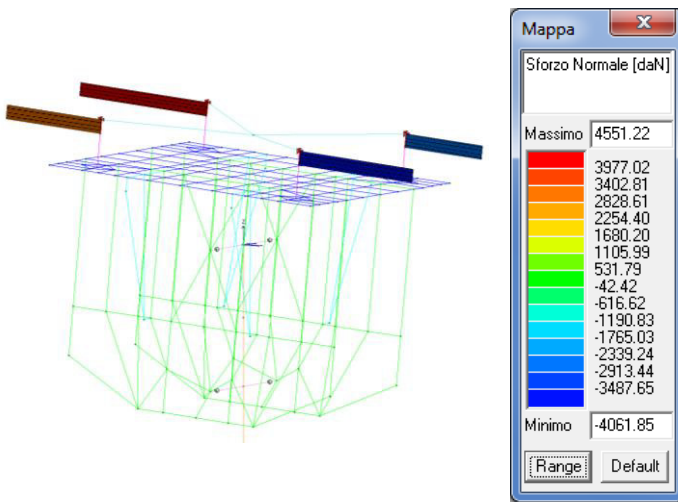 Mappa
Sforzo Normale [daN]
Massimo 4551.22
3977.02
3402.81
2828.61
2254.40
1680.20
1105.99
531.79
-42.42
-616.62
-1190.83
-1765.03
-2339.24
-2913.44
-3487.65
Minimo -4061.85
Range Default